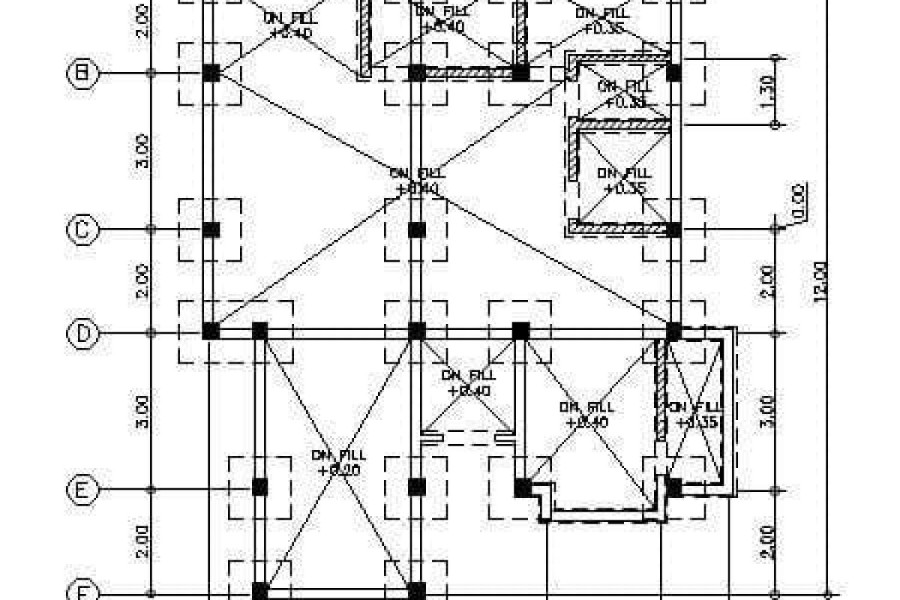 ON FILL
+0.40
ON FILL
+0.40
ON FILL
+0.35
2.00
B
ON FILL
+0.35
1.30
3.00
ON FILL
+0.40
ON FILL
+0.35
10.00
C
2.00
2.00
12.00
D
ON FILL
+0.40
ON FILL
+0.40
ON FILL
+0.35
3.00
3.00
ON FILL
+0.20
E
2.00
2.00
F